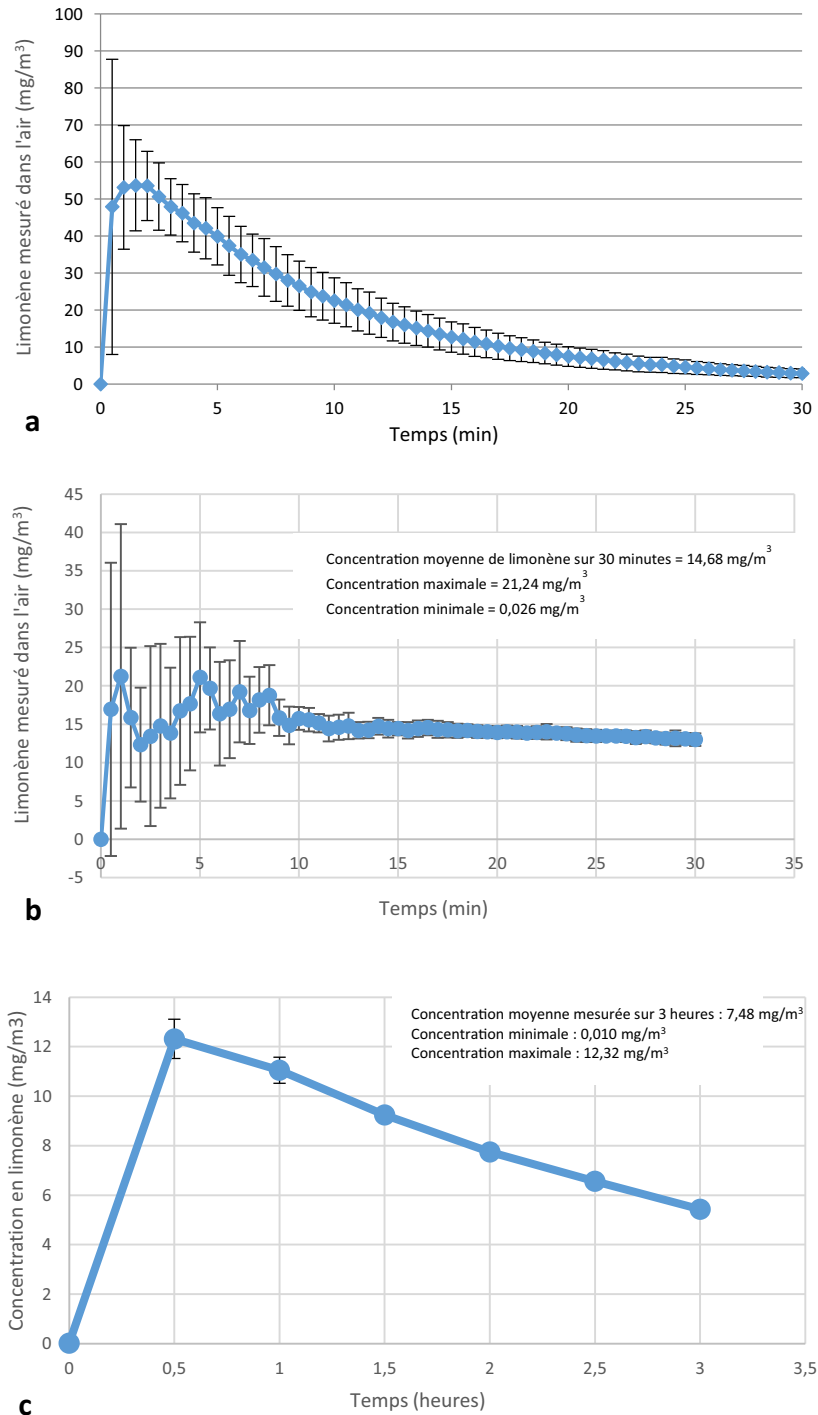 100
90
80
70
60
50
40
30
20
10
0
Limonène mesuré dans l'air (mg/m³)
0 5 10 15 20 25 30
Temps (min)
a
45
40
35
30
25
20
15
10
5
0
-5
Limonène mesuré dans l'air (mg/m³)
Concentration moyenne de limonène sur 30 minutes = 14,68 mg/m³
Concentration maximale = 21,24 mg/m³
Concentration minimale = 0,026 mg/m³
0 5 10 15 20 25 30 35
Temps (min)
b
14
12
10
8
6
4
2
0
Concentration en limonène (mg/m3)
Concentration moyenne mesurée sur 3 heures : 7,48 mg/m³
Concentration minimale : 0,010 mg/m³
Concentration maximale : 12,32 mg/m³
0 0,5 1 1,5 2 2,5 3 3,5
Temps (heures)
c